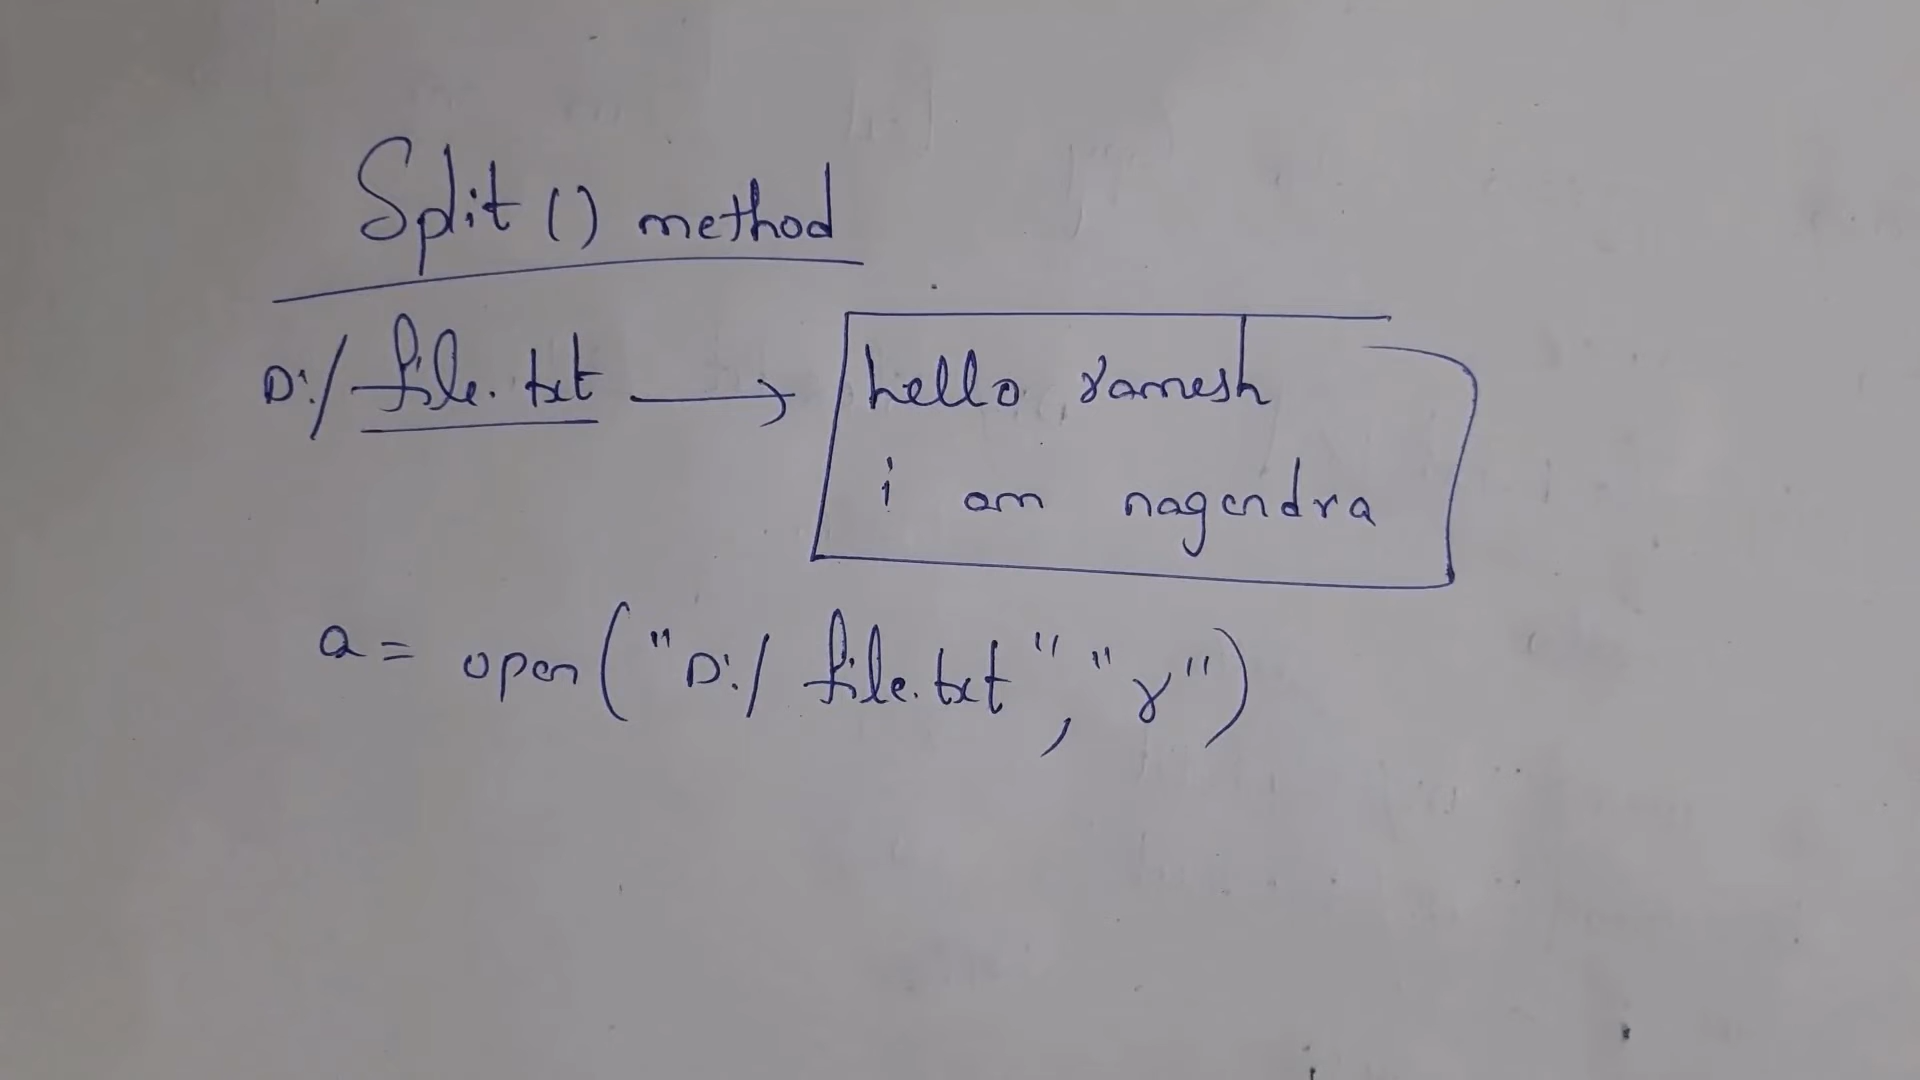 Split () method
D:/ file.txt → hello ramesh
i am nagendra
a = open ("D:/ file.txt", "r")